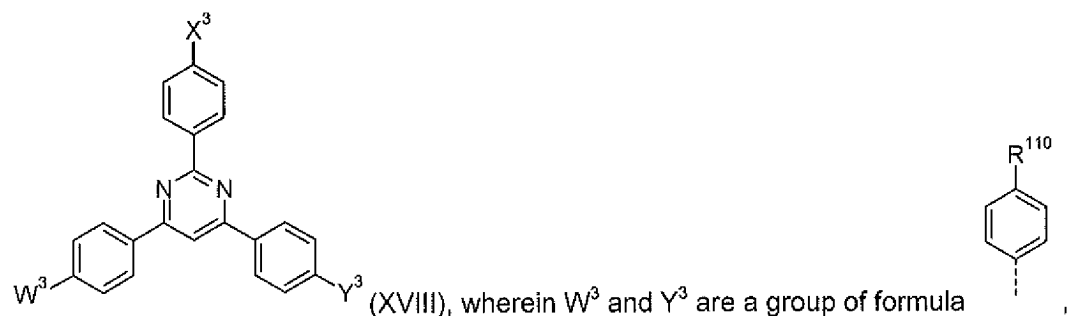 X³
R¹¹⁰
N N
W³ Y³ (XVIII), wherein W³ and Y³ are a group of formula ,